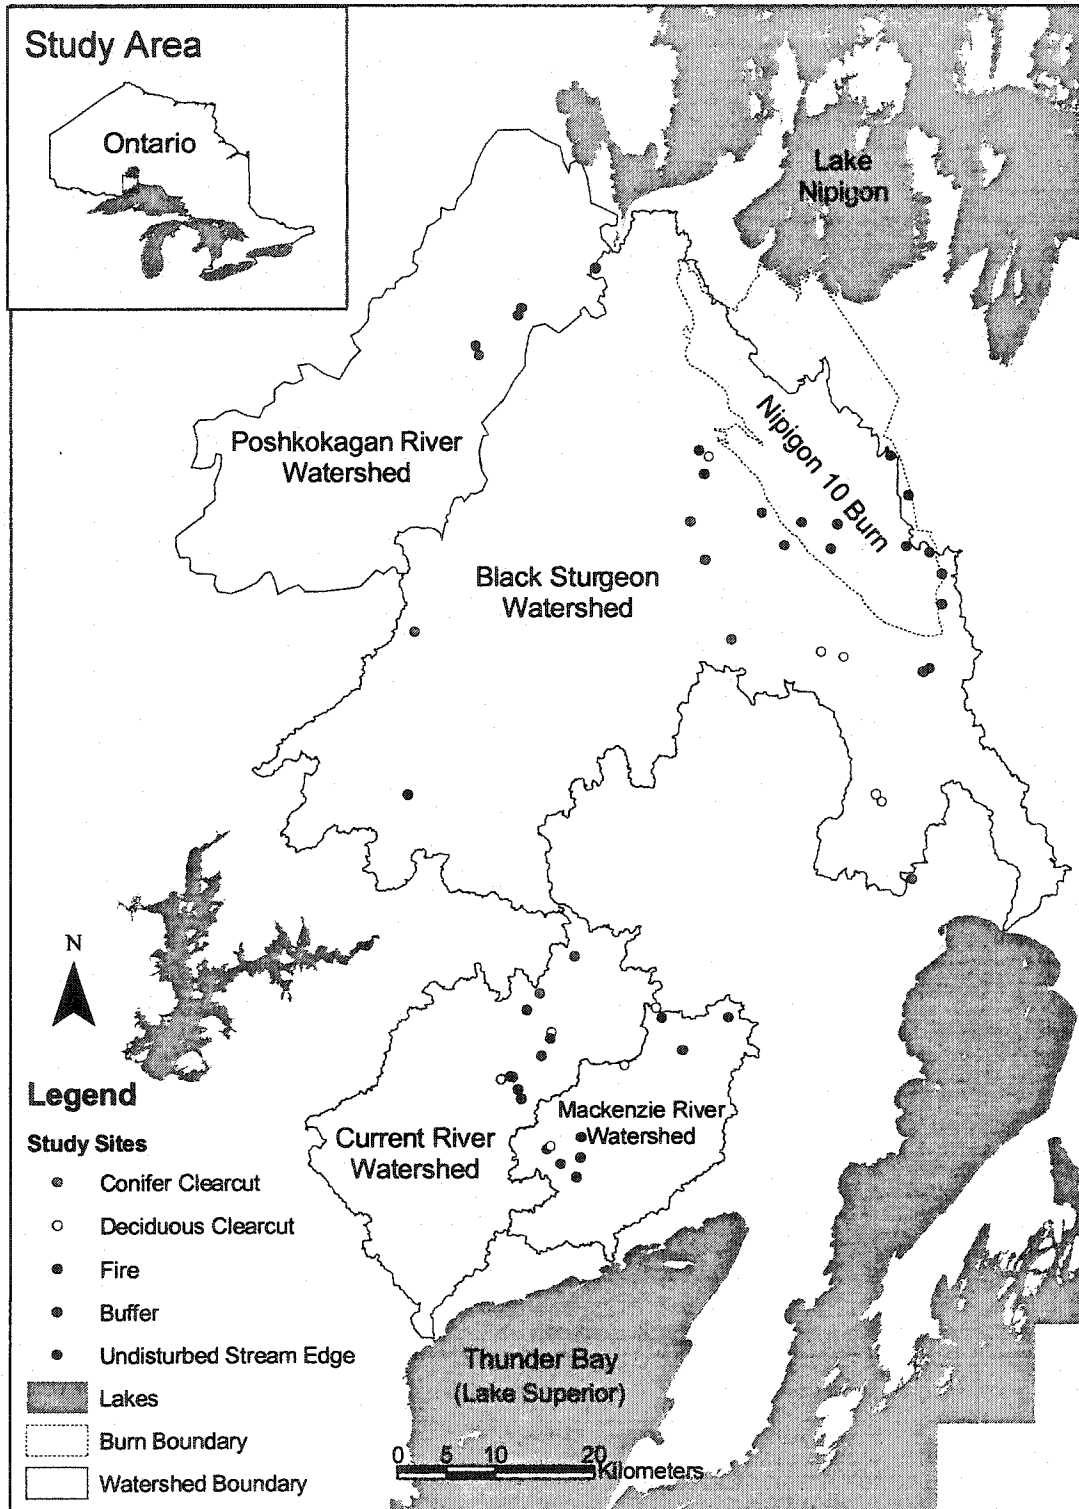 Study Area
Ontario
Lake
Nipigon
Poshkokagan River
Watershed
Nipigon 10 Burn
Black Sturgeon
Watershed
N
Legend
Study Sites
Conifer Clearcut
Deciduous Clearcut
Fire
Buffer
Undisturbed Stream Edge
Lakes
Burn Boundary
Watershed Boundary
Current River
Watershed
Mackenzie River
Watershed
Thunder Bay
(Lake Superior)
0 5 10 20
Kilometers